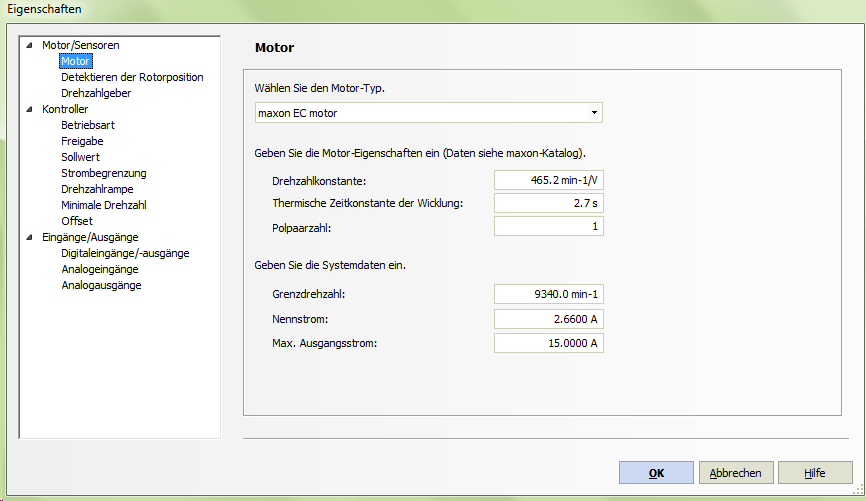 Eigenschaften
Motor/Sensoren
Motor
Detektieren der Rotorposition
Drehzahlgeber
Kontroller
Betriebsart
Freigabe
Sollwert
Strombegrenzung
Drehzahlrampe
Minimale Drehzahl
Offset
Eingänge/Ausgänge
Digitaleingänge/-ausgänge
Analogeingänge
Analogausgänge
Motor
Wählen Sie den Motor-Typ.
maxon EC motor
Geben Sie die Motor-Eigenschaften ein (Daten siehe maxon-Katalog).
Drehzahlkonstante: 465.2 min-1/V
Thermische Zeitkonstante der Wicklung: 2.7 s
Polpaarzahl: 1
Geben Sie die Systemdaten ein.
Grenzdrehzahl: 9340.0 min-1
Nennstrom: 2.6600 A
Max. Ausgangsstrom: 15.0000 A
OK Abbrechen Hilfe